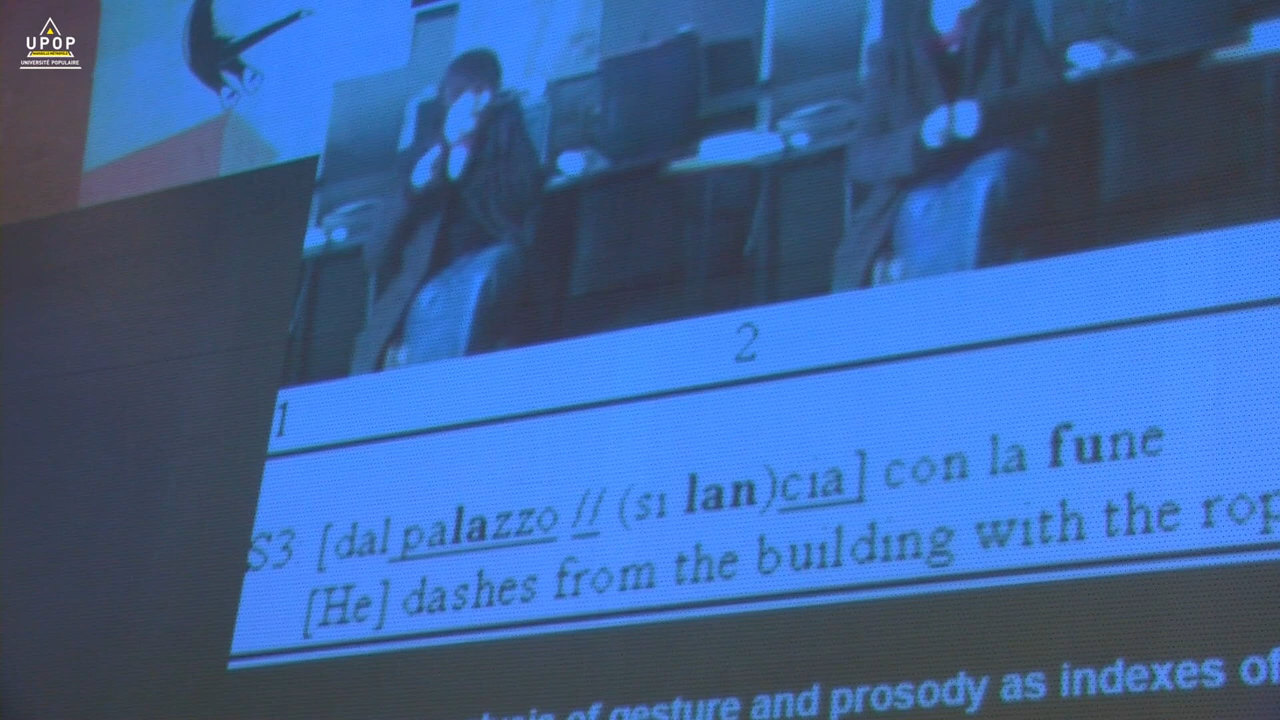 UPOP
UNIVERSITÉ POPULAIRE
2
1
S3. [dal palazzo // (si lan)cia] con la fune
[He] dashes from the building with the
of gesture and prosody as indexes of